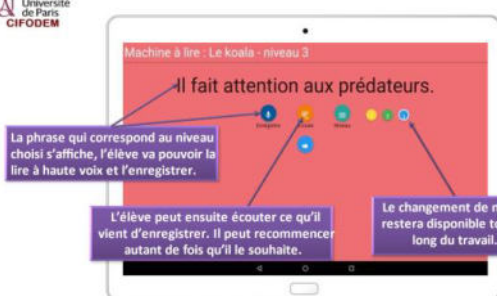 Université
de Paris
CIFODEM
Machine à lire : Le koala - niveau 3
Il fait attention aux prédateurs.
Enregistrer
Ecouter
Niveau
La phrase qui correspond au niveau
choisi s'affiche, l'élève va pouvoir la
lire à haute voix et l'enregistrer.
L'élève peut ensuite écouter ce qu'il
vient d'enregistrer. Il peut recommencer
autant de fois qu'il le souhaite.
Le changement de
restera disponible
long du travail.